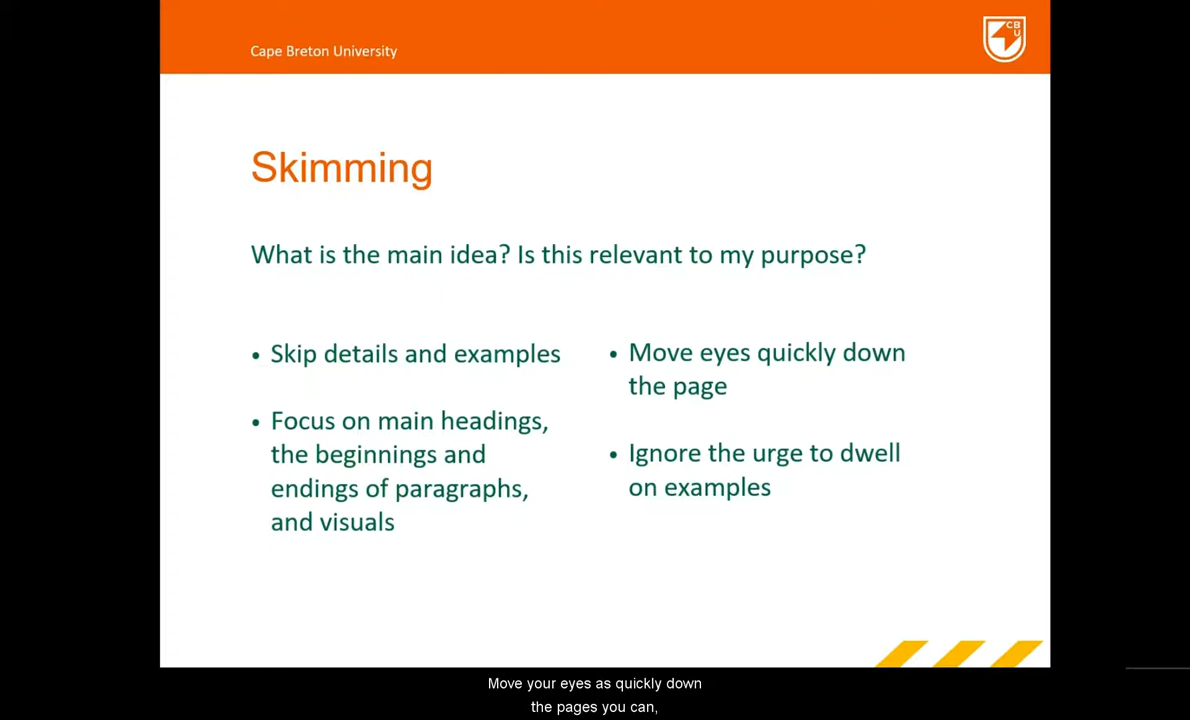 Cape Breton University
CB
U
Skimming
What is the main idea? Is this relevant to my purpose?
• Skip details and examples
• Focus on main headings,
the beginnings and
endings of paragraphs,
and visuals
• Move eyes quickly down
the page
• Ignore the urge to dwell
on examples
Move your eyes as quickly down
the pages you can,